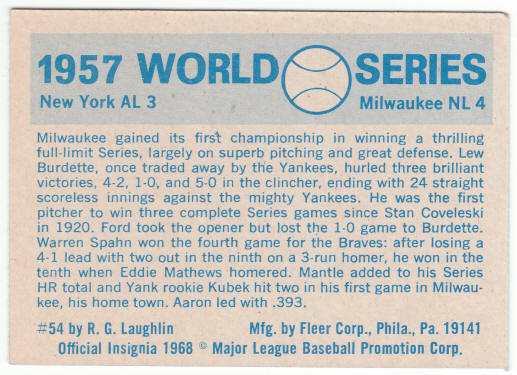 1957 WORLD SERIES
New York AL 3 Milwaukee NL 4
Milwaukee gained its first championship in winning a thrilling
full-limit Series, largely on superb pitching and great defense. Lew
Burdette, once traded away by the Yankees, hurled three brilliant
victories, 4-2, 1-0, and 5-0 in the clincher, ending with 24 straight
scoreless innings against the mighty Yankees. He was the first
pitcher to win three complete Series games since Stan Coveleski
in 1920. Ford took the opener but lost the 1-0 game to Burdette.
Warren Spahn won the fourth game for the Braves: after losing a
4-1 lead with two out in the ninth on a 3-run homer, he won in the
tenth when Eddie Mathews homered. Mantle added to his Series
HR total and Yank rookie Kubek hit two in his first game in Milwau-
kee, his home town. Aaron led with .393.
#54 by R. G. Laughlin Mfg. by Fleer Corp., Phila., Pa. 19141
Official Insignia 1968 © Major League Baseball Promotion Corp.